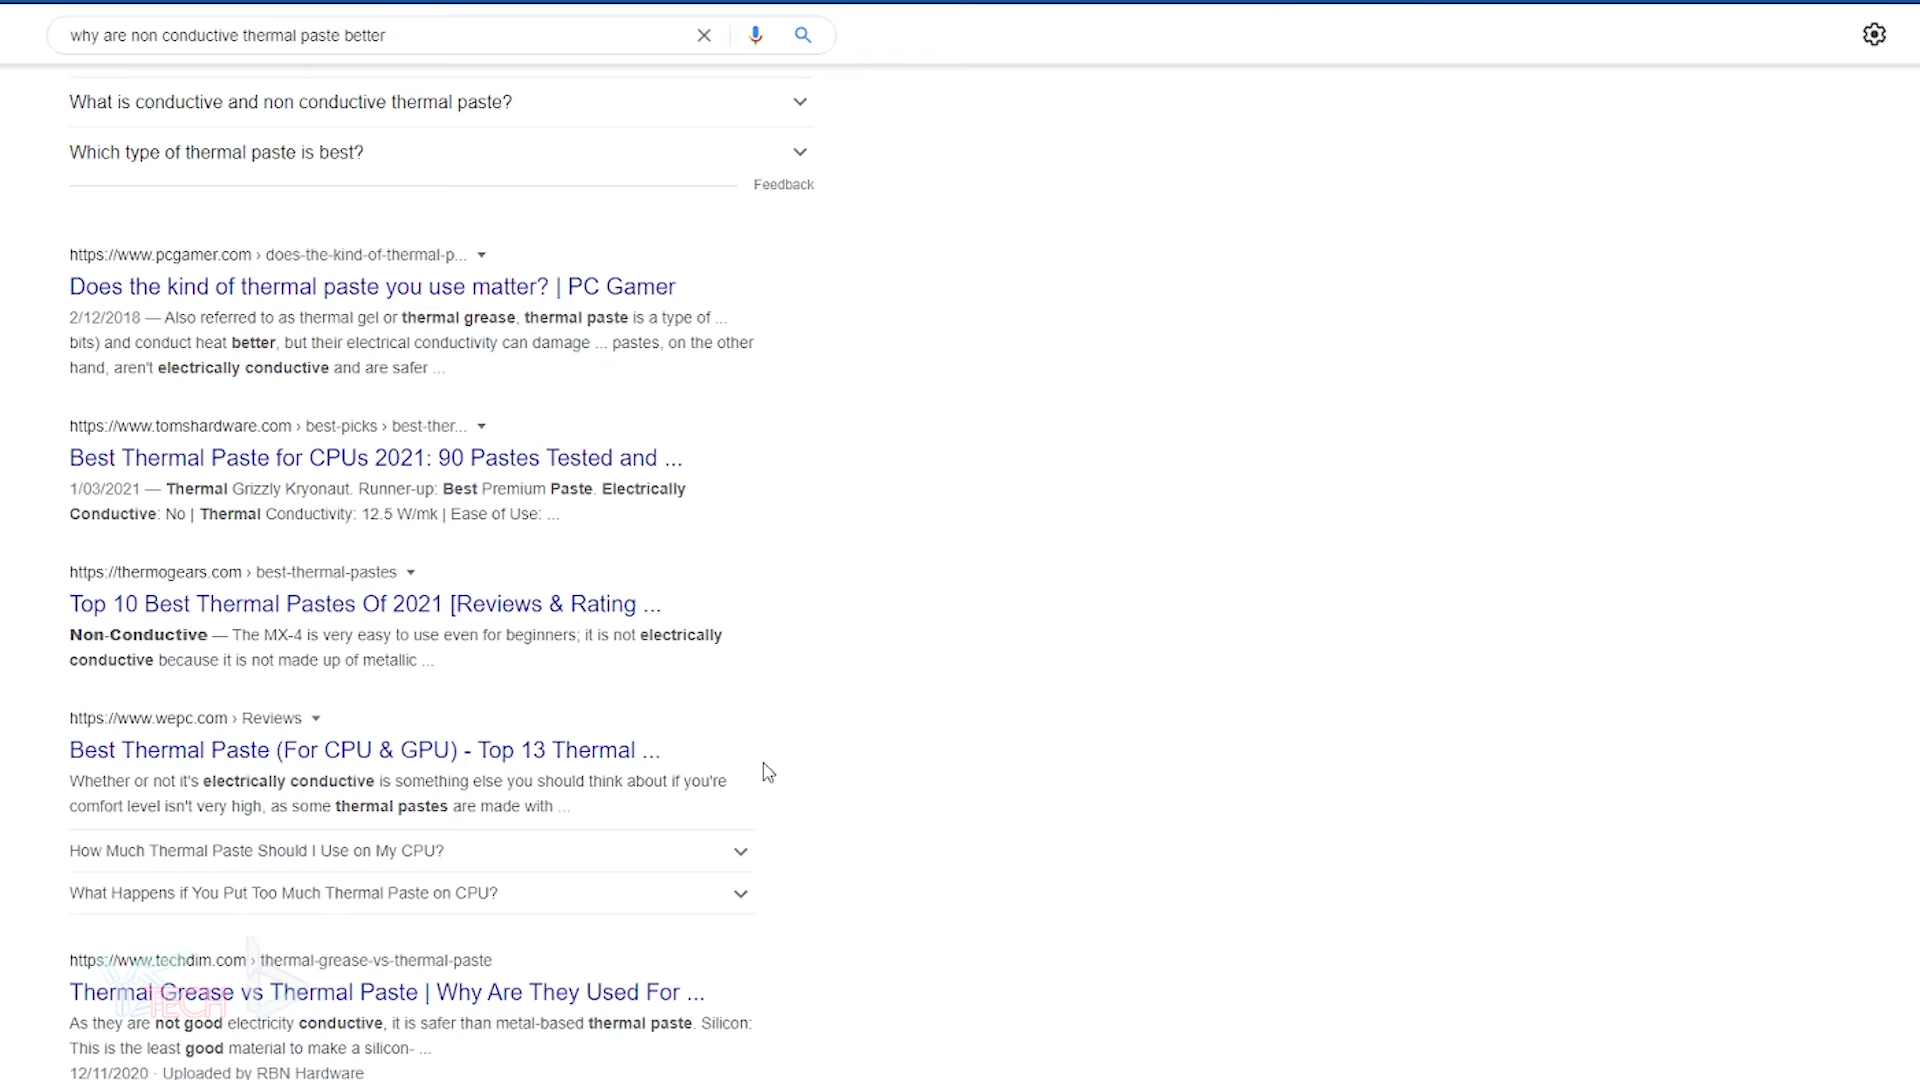 why are non conductive thermal paste better
What is conductive and non conductive thermal paste?
Which type of thermal paste is best?
Feedback
https://www.pcgamer.com › does-the-kind-of-thermal-p...
Does the kind of thermal paste you use matter? | PC Gamer
2/12/2018 — Also referred to as thermal gel or thermal grease, thermal paste is a type of ...
bits) and conduct heat better, but their electrical conductivity can damage ... pastes, on the other
hand, aren't electrically conductive and are safer ...
https://www.tomshardware.com › best-picks › best-ther...
Best Thermal Paste for CPUs 2021: 90 Pastes Tested and ...
1/03/2021 — Thermal Grizzly Kryonaut. Runner-up: Best Premium Paste. Electrically
Conductive: No | Thermal Conductivity: 12.5 W/mk | Ease of Use: ...
https://thermogears.com › best-thermal-pastes
Top 10 Best Thermal Pastes Of 2021 [Reviews & Rating ...
Non-Conductive — The MX-4 is very easy to use even for beginners; it is not electrically
conductive because it is not made up of metallic ...
https://www.wepc.com › Reviews
Best Thermal Paste (For CPU & GPU) - Top 13 Thermal ...
Whether or not it's electrically conductive is something else you should think about if you're
comfort level isn't very high, as some thermal pastes are made with ...
How Much Thermal Paste Should I Use on My CPU?
What Happens if You Put Too Much Thermal Paste on CPU?
https://www.techdim.com › thermal-grease-vs-thermal-paste
Thermal Grease vs Thermal Paste | Why Are They Used For ...
TECH
As they are not good electricity conductive, it is safer than metal-based thermal paste. Silicon:
This is the least good material to make a silicon- ...
12/11/2020 · Uploaded by RBN Hardware